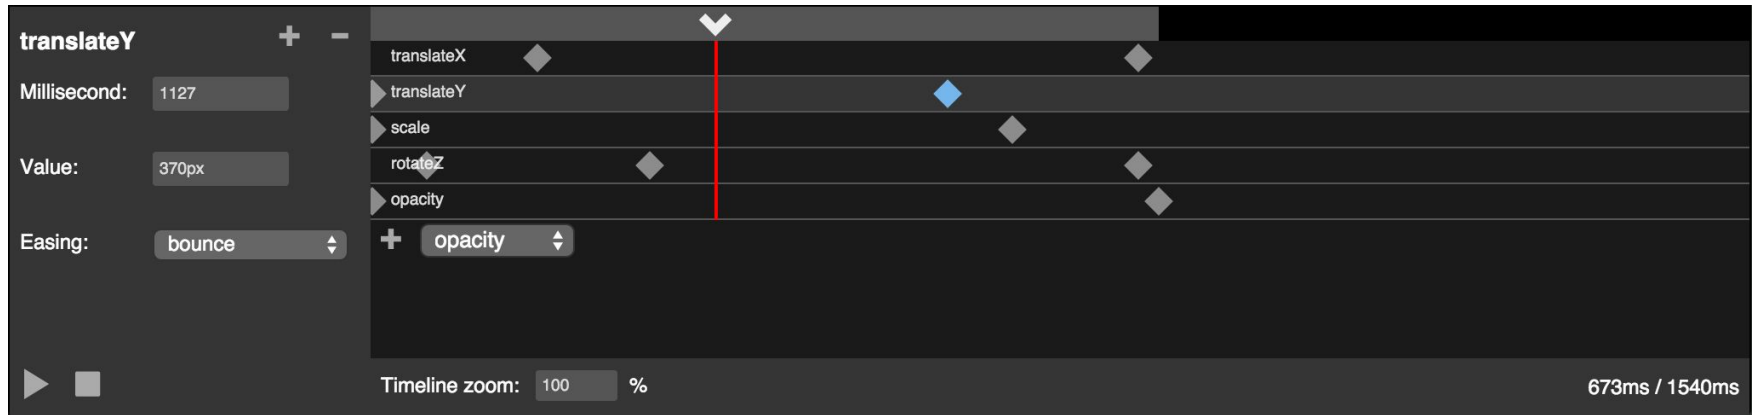 translateY
Millisecond: 1127
Value: 370px
Easing: bounce
translateX
translateY
scale
rotateZ
opacity
opacity
Timeline zoom: 100 %
673ms / 1540ms